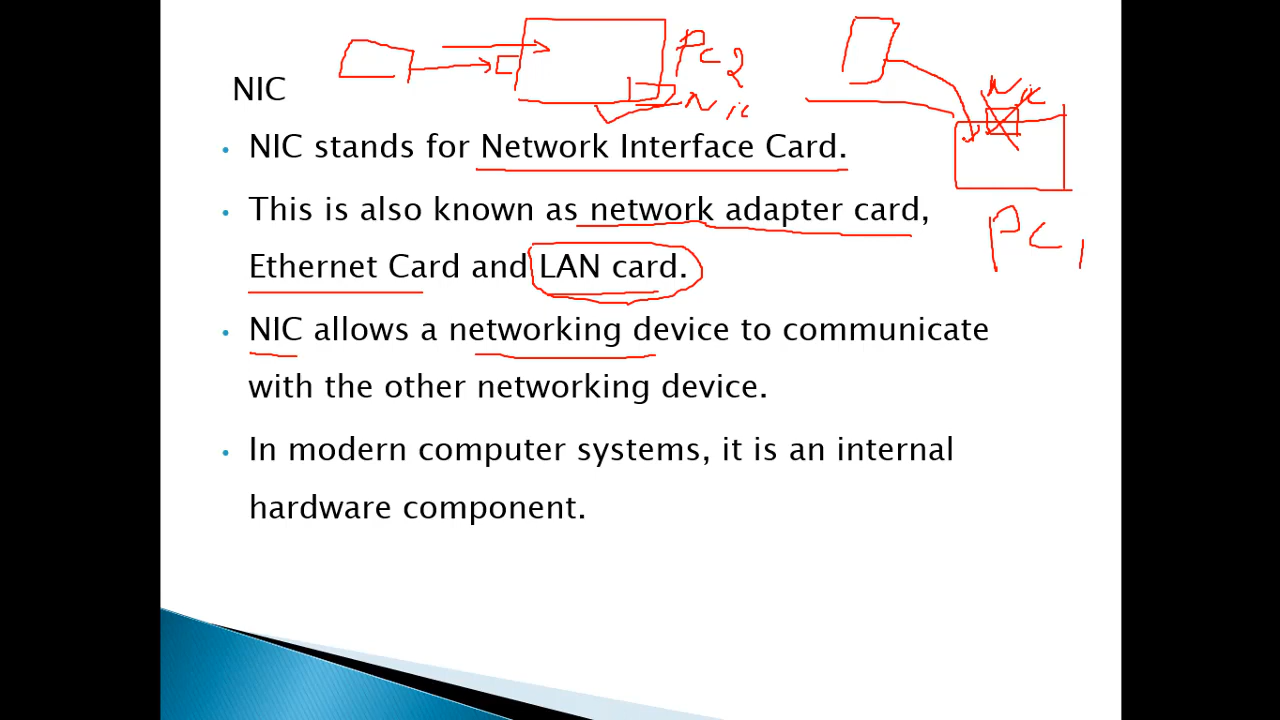 PC2
NIC
NIC
NIC
NIC stands for Network Interface Card.
This is also known as network adapter card,
Ethernet Card and LAN card.
PC1
NIC allows a networking device to communicate
with the other networking device.
In modern computer systems, it is an internal
hardware component.